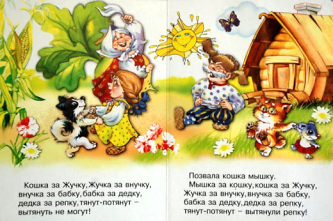 Кошка за Жучку,Жучка за внучку,
внучка за бабку,бабка за дедку,
дедка за репку,тянут-потянут –
вытянуть не могут!
Позвала кошка мышку.
Мышка за кошку,кошка за Жучку,
Жучка за внучку,внучка за бабку,
бабка за дедку,дедка за репку,
тянут-потянут – вытянули репку!